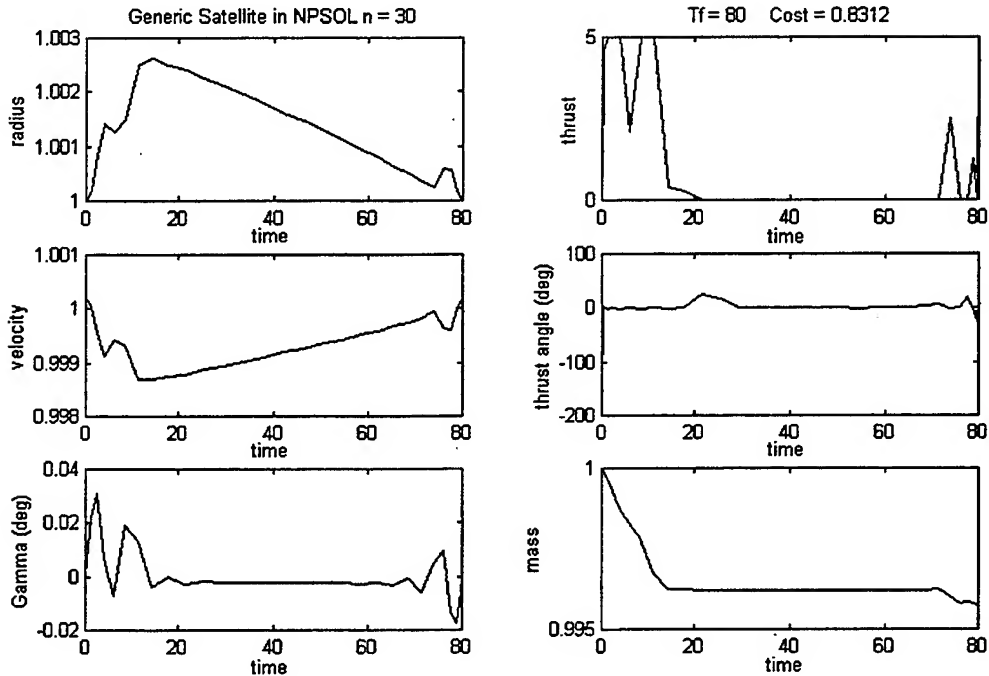 Generic Satellite in NPSOL n = 30
1.003
1.002
1.001
1
radius
0 20 40 60 80
time
Tf = 80 Cost = 0.8312
5
0
thrust
0 20 40 60 80
time
1.001
1
0.999
0.998
velocity
0 20 40 60 80
time
100
0
-100
-200
thrust angle (deg)
0 20 40 60 80
time
0.04
0.02
0
-0.02
Gamma (deg)
0 20 40 60 80
time
1
0.995
mass
0 20 40 60 80
time